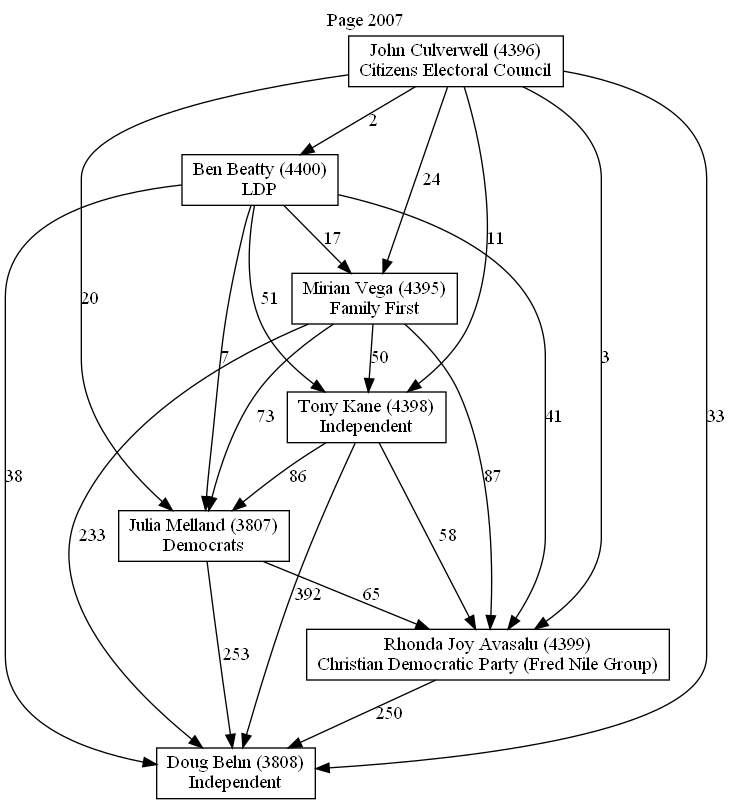 Page 2007
John Culverwell (4396)
Citizens Electoral Council
2
Ben Beatty (4400)
LDP
24
17
11
Mirian Vega (4395)
Family First
20
51
7
50
3
Tony Kane (4398)
Independent
73
41
33
38
86
87
Julia Melland (3807)
Democrats
233
58
392
65
Rhonda Joy Avasalu (4399)
Christian Democratic Party (Fred Nile Group)
253
250
Doug Behn (3808)
Independent